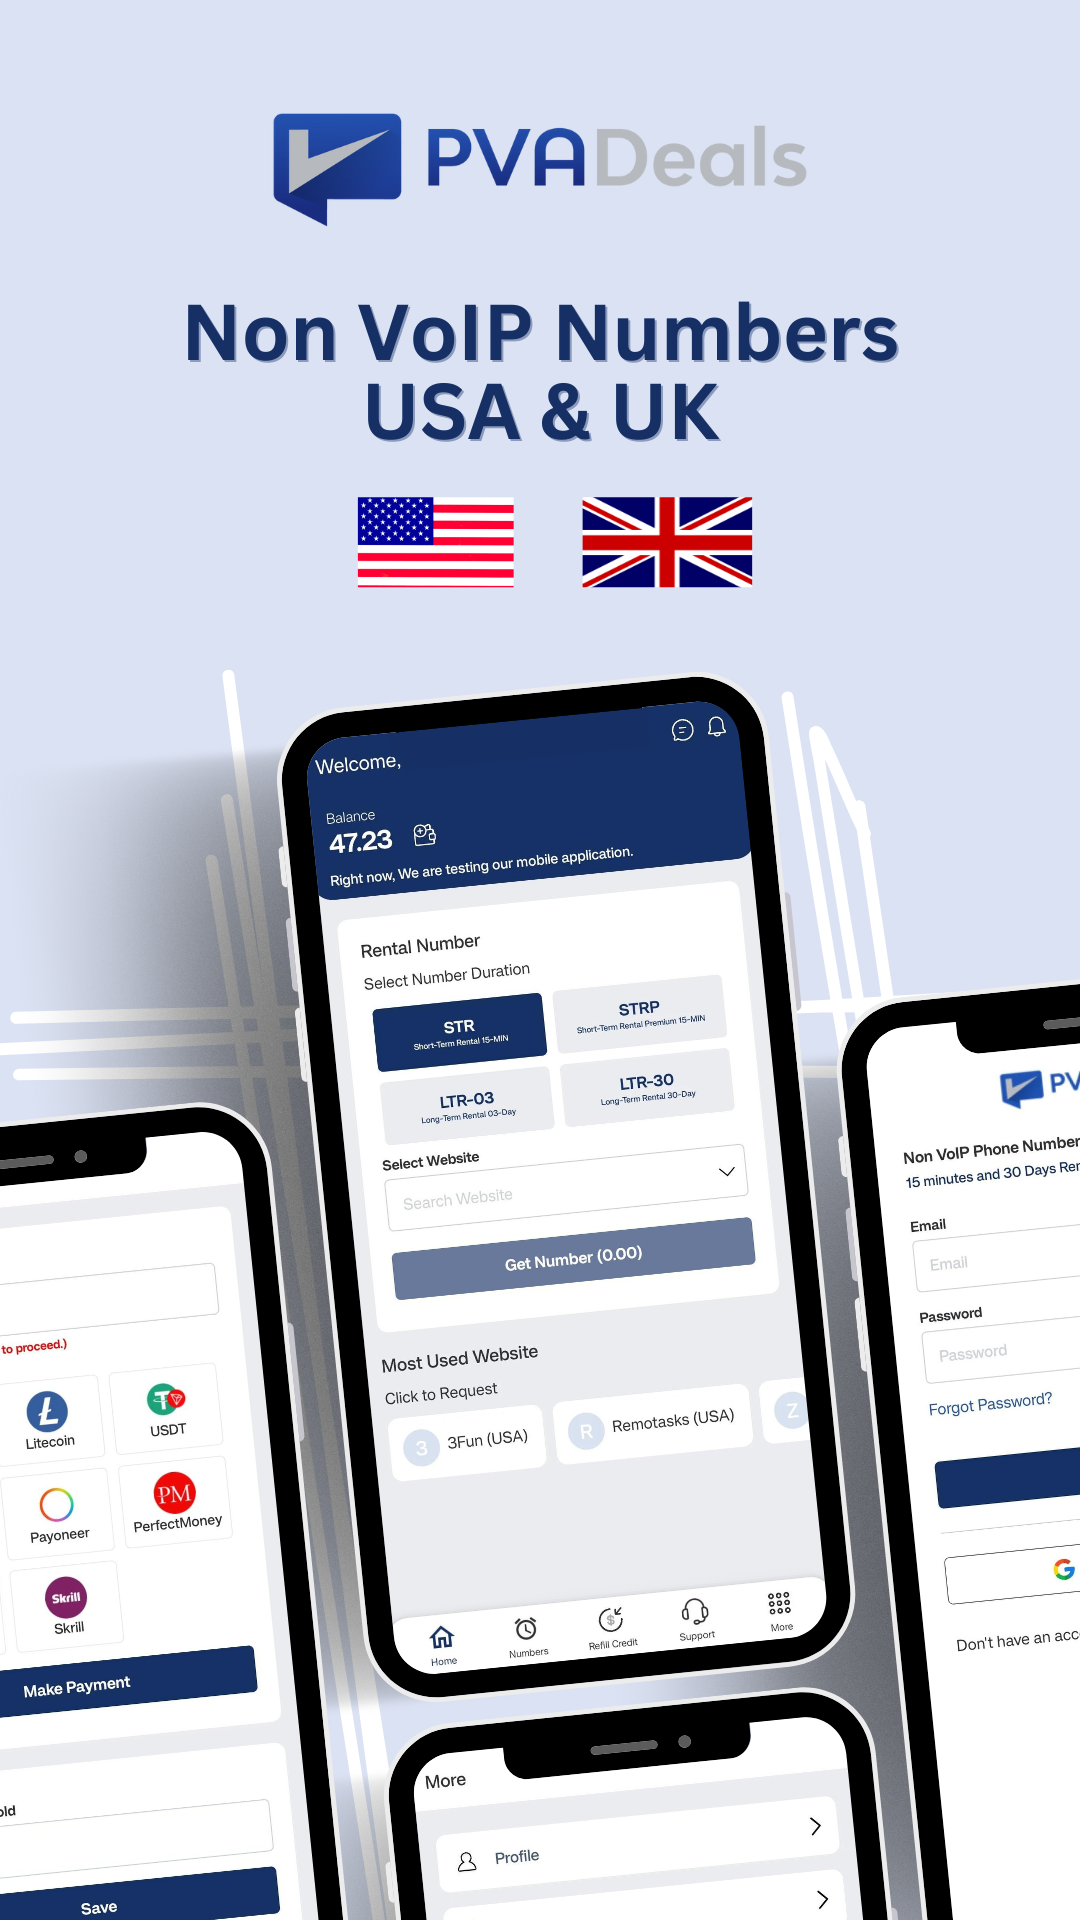 PVADeals
Non VoIP Numbers
USA & UK
Welcome,
Balance
47.23
Right now, We are testing our mobile application.
Rental Number
Select Number Duration
STR
Short-Term Rental 15-MIN
STRP
Short-Term Rental Premium 15-MIN
LTR-03
Long-Term Rental 03-Day
LTR-30
Long-Term Rental 30-Day
Select Website
Search Website
Get Number (0.00)
Most Used Website
Click to Request
3
3Fun (USA)
R
Remotasks (USA)
Z
Home
Numbers
Refill Credit
Support
More
to proceed.)
Litecoin
USDT
Payoneer
PM
PerfectMoney
Skrill
Skrill
Make Payment
old
Save
PVA
Non VoIP Phone Number
15 minutes and 30 Days Ren
Email
Email
Password
Password
Forgot Password?
G
Don't have an acc
More
Profile